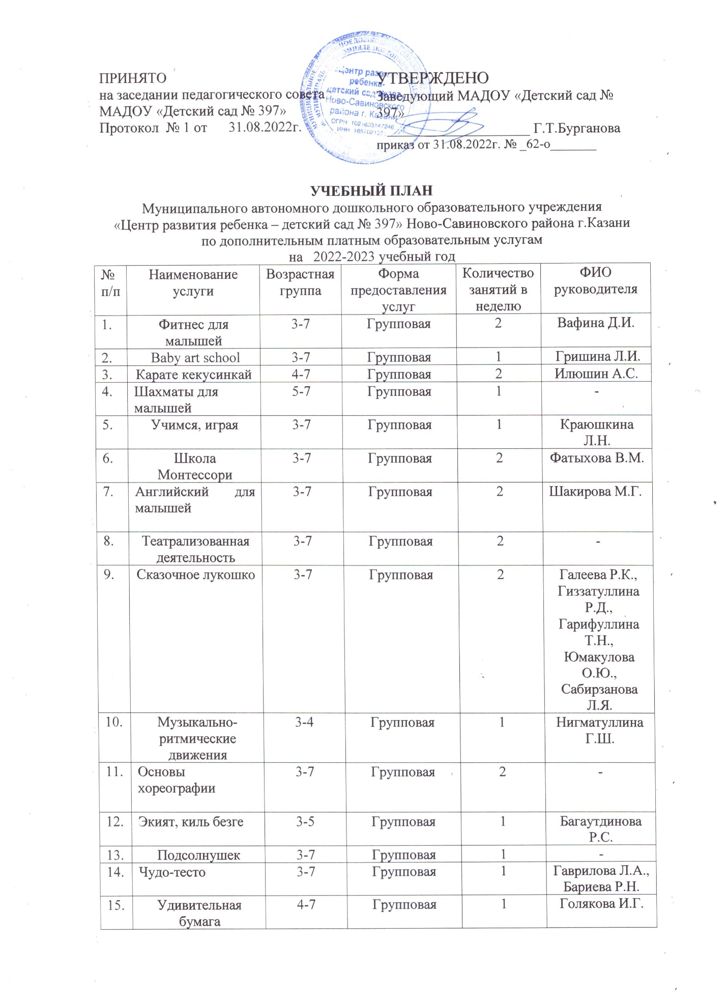 ПРИНЯТО
на заседании педагогического совета
МАДОУ «Детский сад № 397»
Протокол № 1 от 31.08.2022г.
Центр разви
ребенка-
детский сад
Ново-Савиновского
района г. Казани
ОГРН 1021603147246
ИНН
УТВЕРЖДЕНО
Заведующий МАДОУ «Детский сад №
397»
____________________ Г.Т.Бурганова
приказ от 31.08.2022г. № _62-о_______
УЧЕБНЫЙ ПЛАН
Муниципального автономного дошкольного образовательного учреждения
«Центр развития ребенка – детский сад № 397» Ново-Савиновского района г.Казани
по дополнительным платным образовательным услугам
на 2022-2023 учебный год
№ Наименование Возрастная Форма Количество ФИО
п/п услуги группа предоставления занятий в руководителя
услуг неделю
1. Фитнес для 3-7 Групповая 2 Вафина Д.И.
малышей
2. Baby art school 3-7 Групповая 1 Гришина Л.И.
3. Карате кекусинкай 4-7 Групповая 2 Илюшин А.С.
4. Шахматы для 5-7 Групповая 1 -
малышей
5. Учимся, играя 3-7 Групповая 1 Краюшкина
Л.Н.
6. Школа 3-7 Групповая 2 Фатыхова В.М.
Монтессори
7. Английский для 3-7 Групповая 2 Шакирова М.Г.
малышей
8. Театрализованная 3-7 Групповая 2 -
деятельность
9. Сказочное лукошко 3-7 Групповая 2 Галеева Р.К.,
Гиззатуллина
Р.Д.,
Гарифуллина
Т.Н.,
Юмакулова
О.Ю.,
Сабирзанова
Л.Я.
10. Музыкально- 3-4 Групповая 1 Нигматуллина
ритмические Г.Ш.
движения
11. Основы 3-7 Групповая 2 -
хореографии
12. Экият, киль безге 3-5 Групповая 1 Багаутдинова
Р.С.
13. Подсолнушек 3-7 Групповая 1 -
14. Чудо-тесто 3-7 Групповая 1 Гаврилова Л.А.,
Бариева Р.Н.
15. Удивительная 4-7 Групповая 1 Голякова И.Г.
бумага